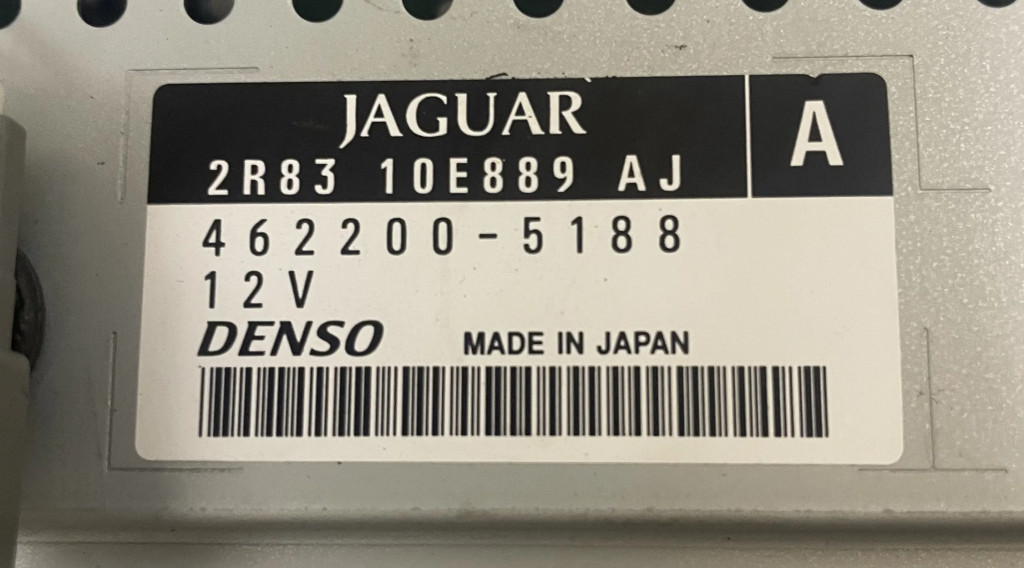 JAGUAR
A
2R83 10E889 AJ
462200-5188
12V
DENSO MADE IN JAPAN